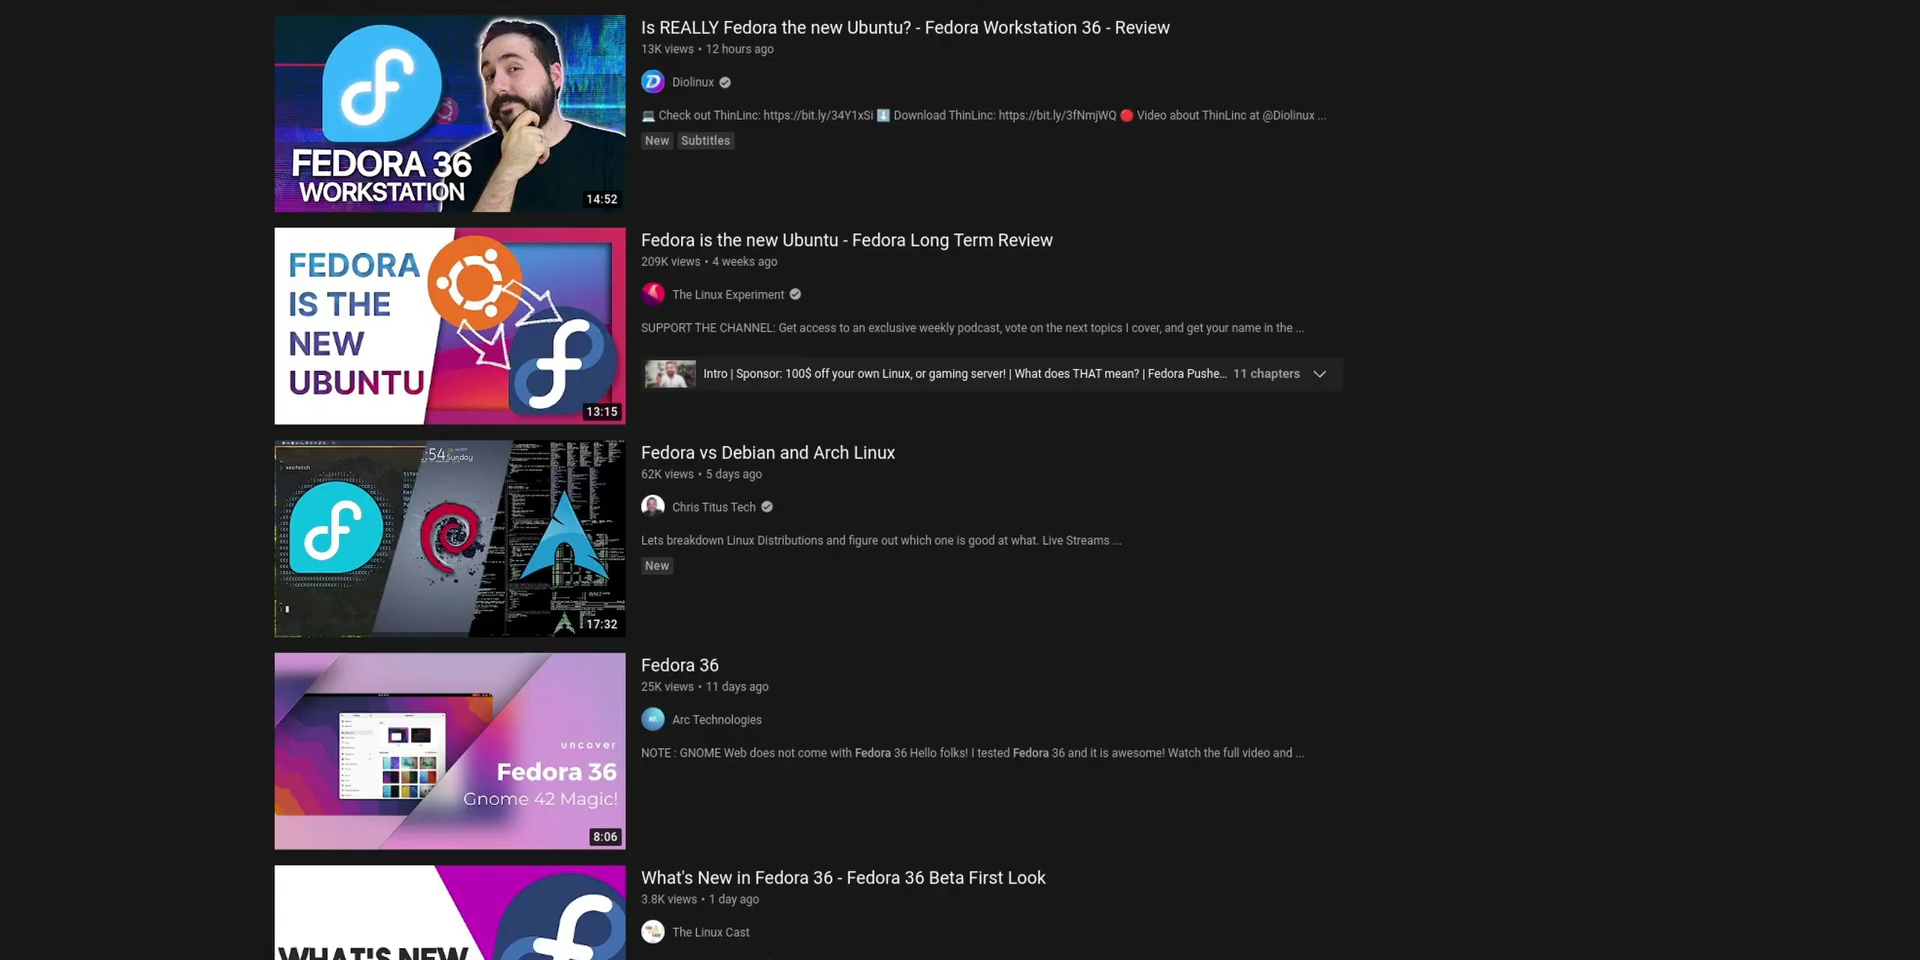 Is REALLY Fedora the new Ubuntu? - Fedora Workstation 36 - Review
13K views • 12 hours ago
Diolinux
💻 Check out ThinLinc: https://bit.ly/34Y1xSi ⬇️ Download ThinLinc: https://bit.ly/3fNmjWQ 🔴 Video about ThinLinc at @Diolinux ...
New Subtitles
FEDORA 36
WORKSTATION
14:52
Fedora is the new Ubuntu - Fedora Long Term Review
209K views • 4 weeks ago
The Linux Experiment
SUPPORT THE CHANNEL: Get access to an exclusive weekly podcast, vote on the next topics I cover, and get your name in the ...
Intro | Sponsor: 100$ off your own Linux, or gaming server! | What does THAT mean? | Fedora Pushe... 11 chapters
FEDORA
IS THE
NEW
UBUNTU
13:15
Fedora vs Debian and Arch Linux
62K views • 5 days ago
Chris Titus Tech
Lets breakdown Linux Distributions and figure out which one is good at what. Live Streams ...
New
neofetch
:54
Sunday
17:32
Fedora 36
25K views • 11 days ago
Arc Technologies
NOTE : GNOME Web does not come with Fedora 36 Hello folks! I tested Fedora 36 and it is awesome! Watch the full video and ...
uncover
Fedora 36
Gnome 42 Magic!
8:06
What's New in Fedora 36 - Fedora 36 Beta First Look
3.8K views • 1 day ago
The Linux Cast
WHAT'S NEW